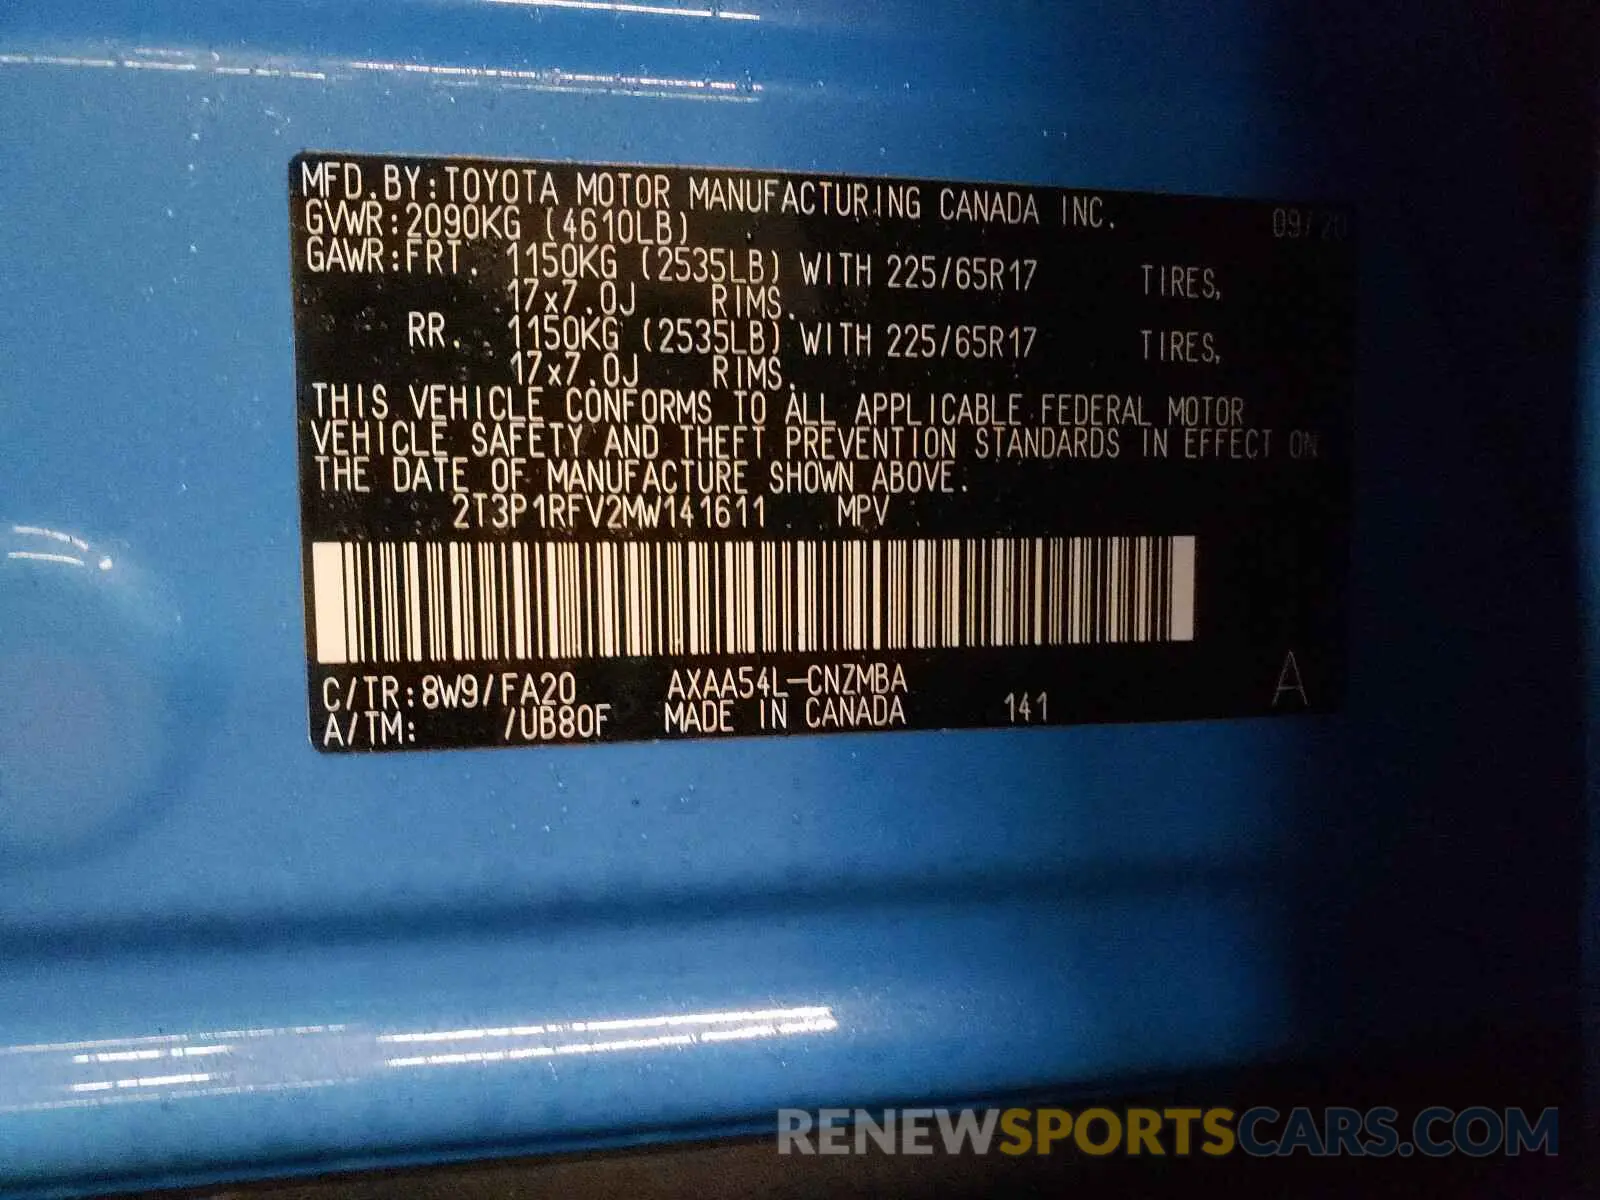 MFD.BY:TOYOTA MOTOR MANUFACTURING CANADA INC. 09/20
GVWR:2090KG (4610LB)
GAWR:FRT. 1150KG (2535LB) WITH 225/65R17 TIRES,
17x7.0J RIMS.
RR. 1150KG (2535LB) WITH 225/65R17 TIRES,
17x7.0J RIMS.
THIS VEHICLE CONFORMS TO ALL APPLICABLE FEDERAL MOTOR
VEHICLE SAFETY AND THEFT PREVENTION STANDARDS IN EFFECT ON
THE DATE OF MANUFACTURE SHOWN ABOVE.
2T3P1RFV2MW141611 MPV
C/TR:8W9/FA20 AXAA54L-CNZMBA
A/TM: /UB80F MADE IN CANADA 141 A
RENEWSPORTSCARS.COM